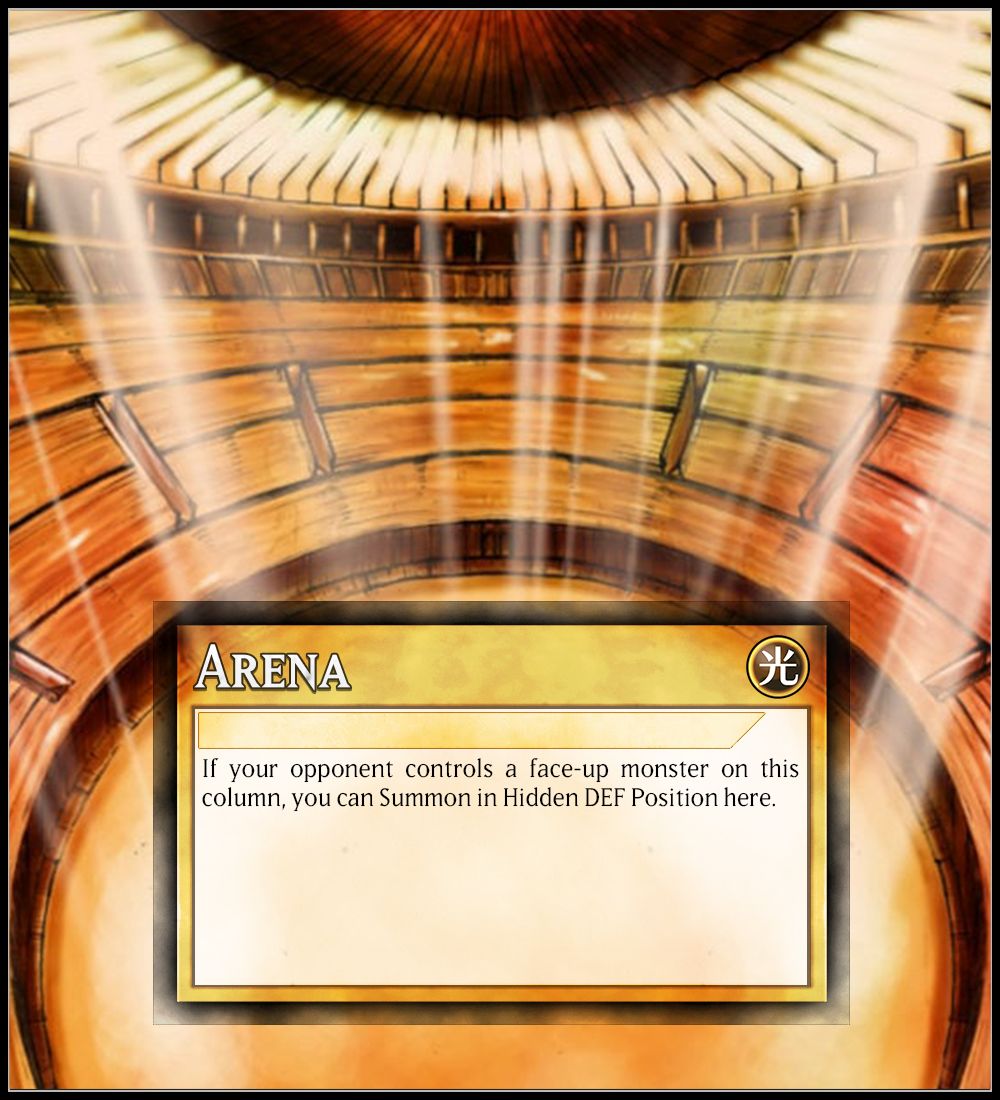 Arena
光
If your opponent controls a face-up monster on this
column, you can Summon in Hidden DEF Position here.